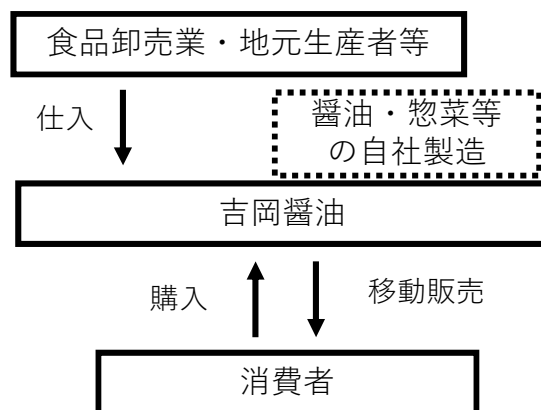 食品卸売業・地元生産者等
仕入
醤油・惣菜等
の自社製造
吉岡醤油
購入
移動販売
消費者